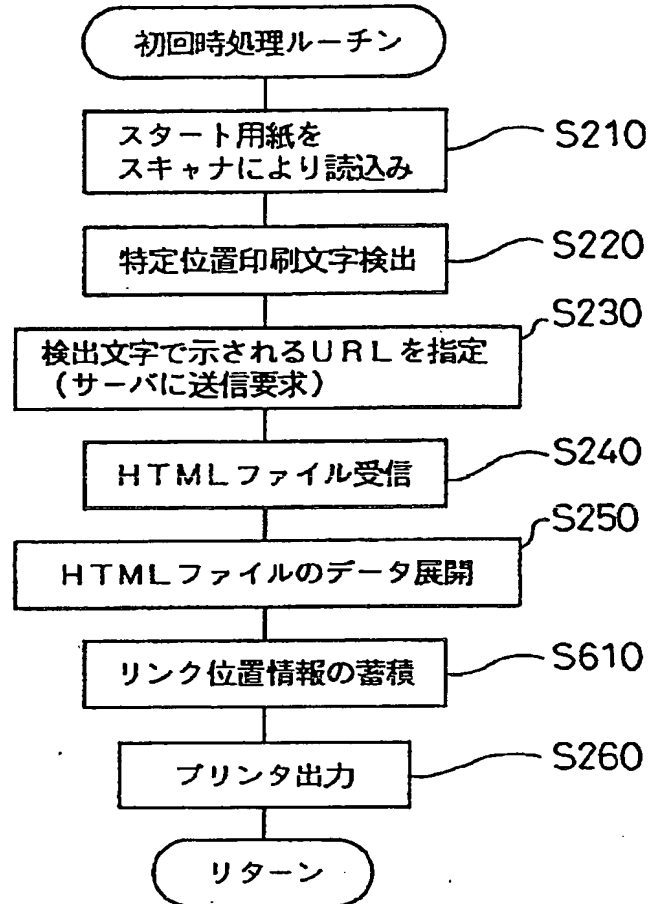 初回時処理ルーチン
スタート用紙を
スキャナにより読込み
S210
特定位置印刷文字検出
S220
検出文字で示されるURLを指定
(サーバに送信要求)
S230
HTMLファイル受信
S240
HTMLファイルのデータ展開
S250
リンク位置情報の蓄積
S610
プリンタ出力
S260
リターン